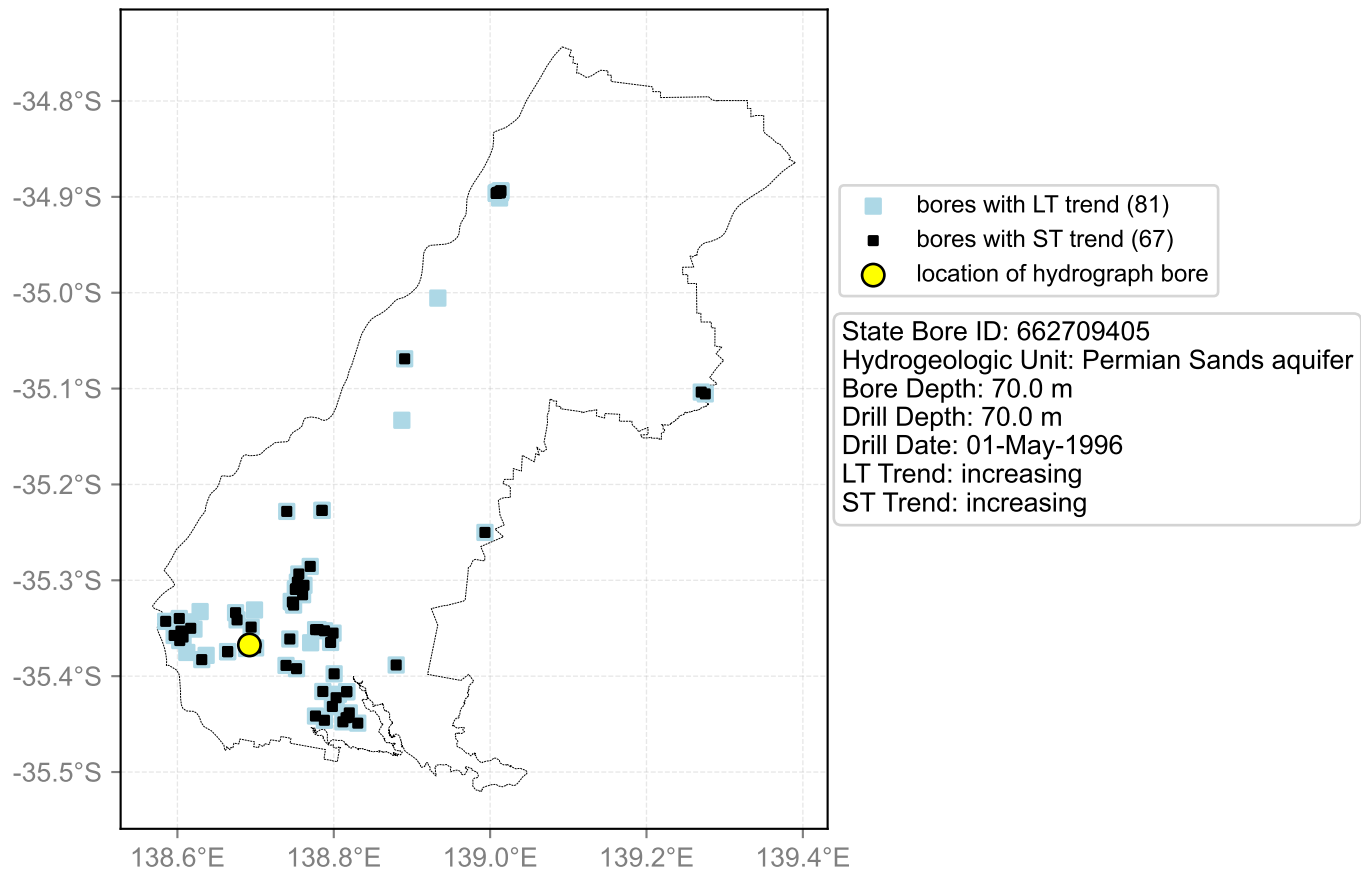 -34.8°S
-34.9°S
-35.0°S
-35.1°S
-35.2°S
-35.3°S
-35.4°S
-35.5°S
138.6°E 138.8°E 139.0°E 139.2°E 139.4°E
bores with LT trend (81)
bores with ST trend (67)
location of hydrograph bore
State Bore ID: 662709405
Hydrogeologic Unit: Permian Sands aquifer
Bore Depth: 70.0 m
Drill Depth: 70.0 m
Drill Date: 01-May-1996
LT Trend: increasing
ST Trend: increasing